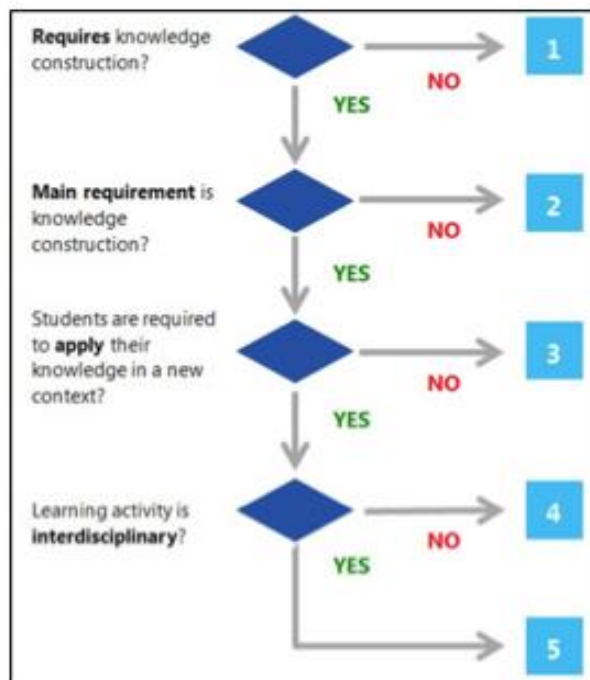 Requires knowledge
construction?
1
NO
YES
Main requirement is
knowledge
construction?
2
NO
YES
Students are required
to apply their
knowledge in a new
context?
3
NO
YES
Learning activity is
interdisciplinary?
4
NO
YES
5